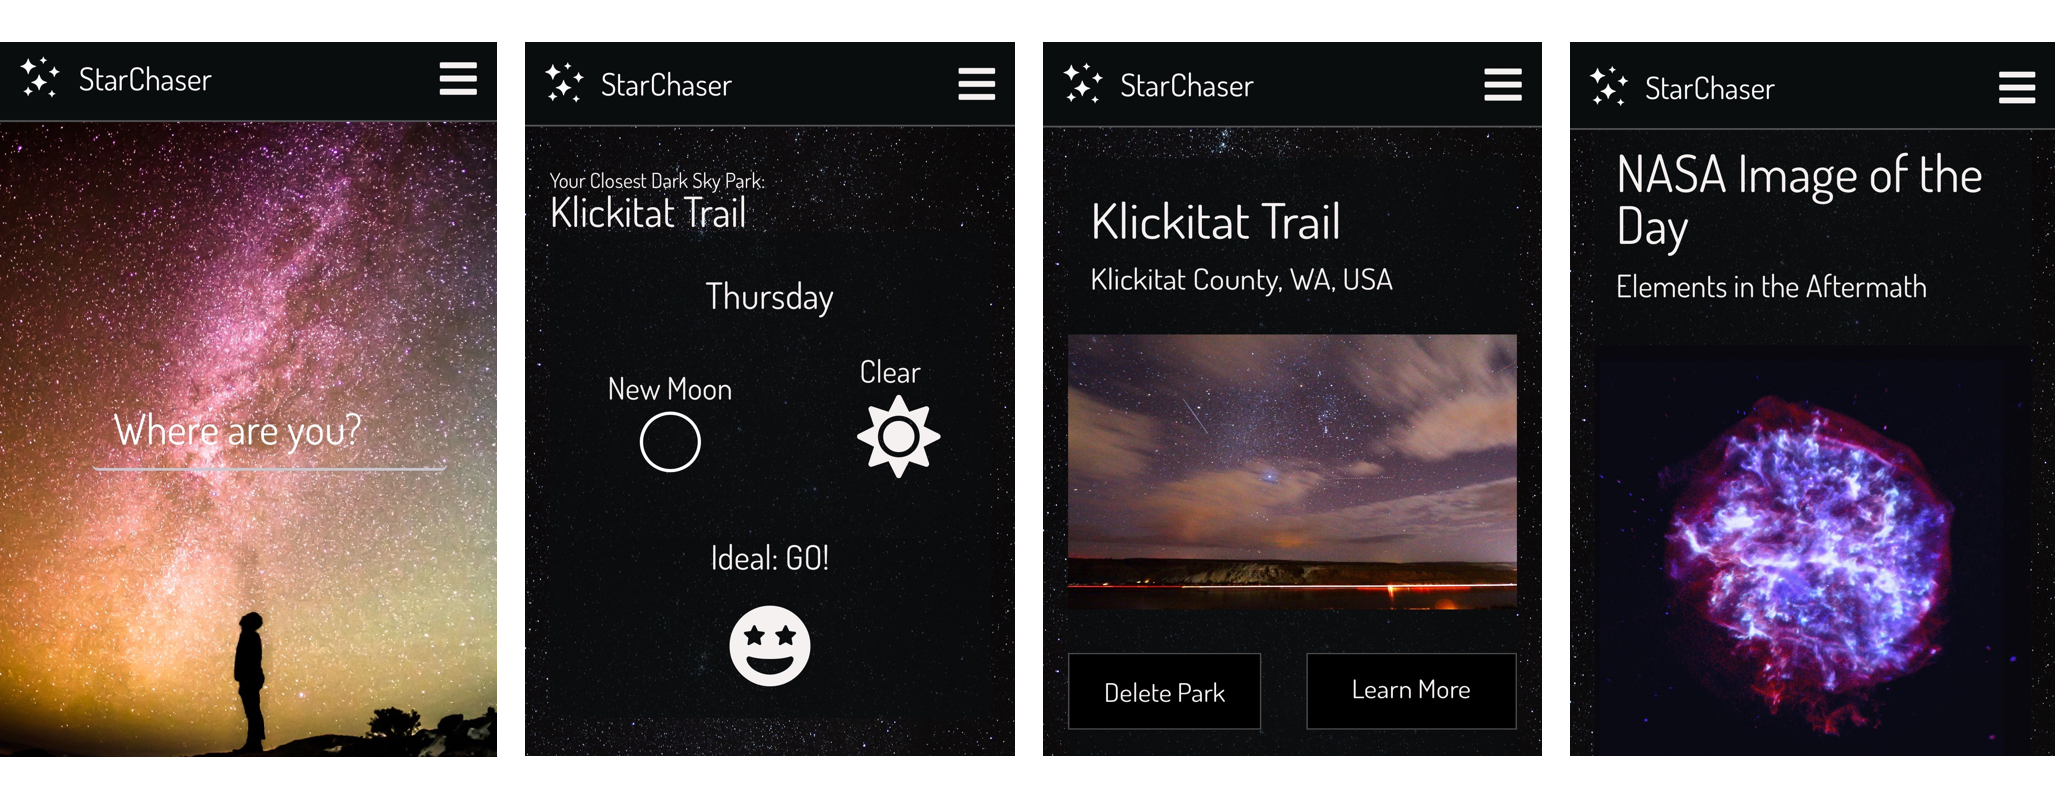 StarChaser
Where are you?
StarChaser
Your Closest Dark Sky Park:
Klickitat Trail
Thursday
New Moon
Clear
Ideal: GO!
StarChaser
Klickitat Trail
Klickitat County, WA, USA
Delete Park
Learn More
StarChaser
NASA Image of the
Day
Elements in the Aftermath